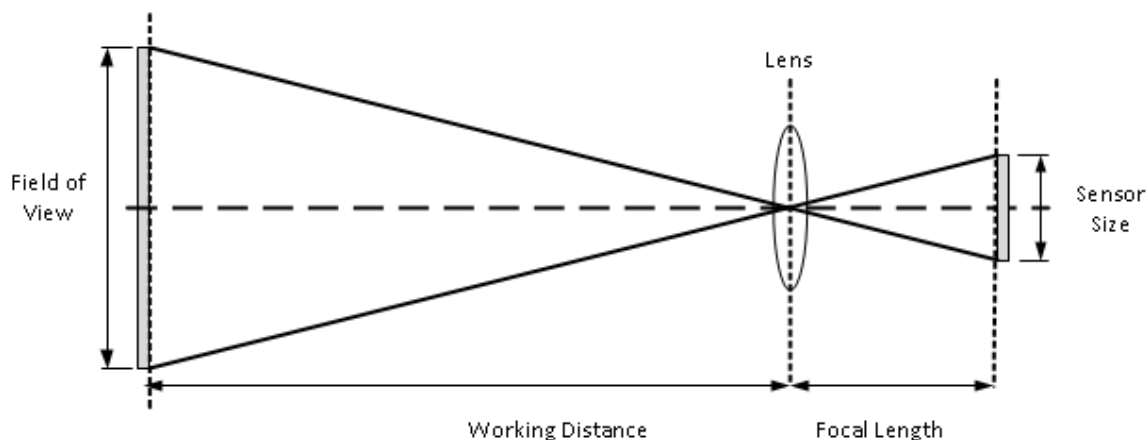 Lens
Field of
View
Sensor
Size
Working Distance
Focal Length